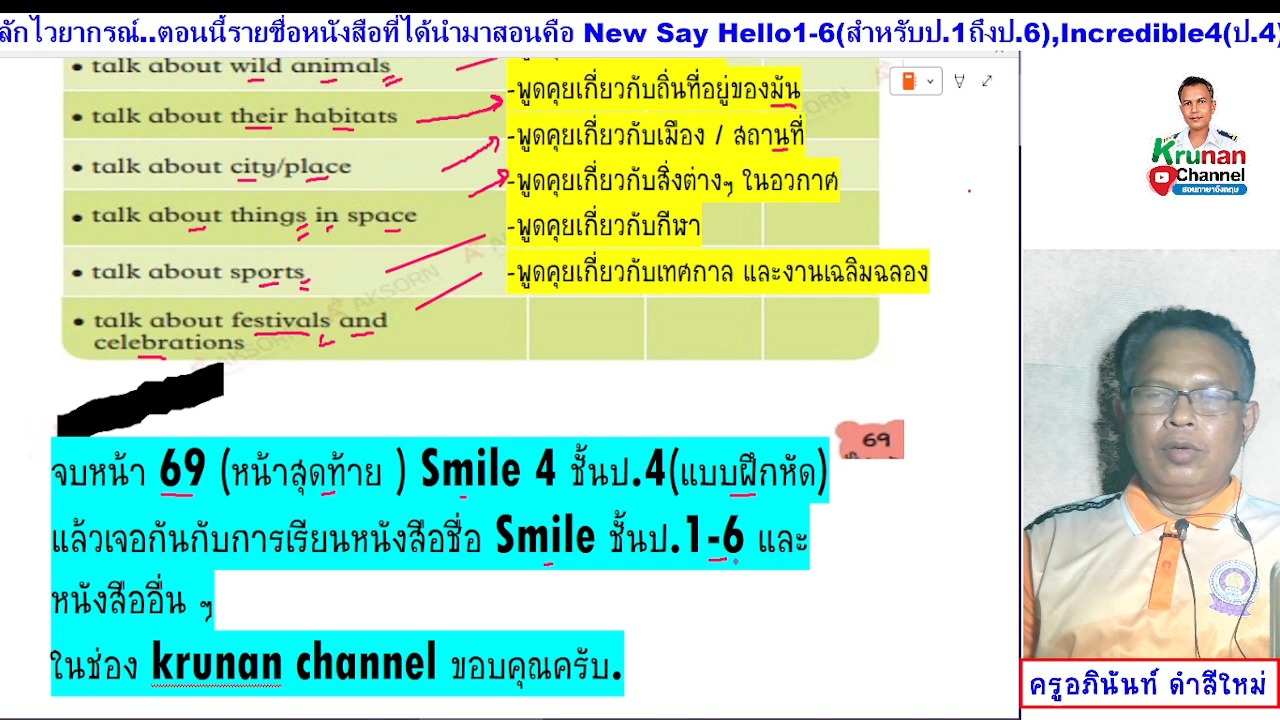 ลักไวยากรณ์..ตอนนี้รายชื่อหนังสือที่ได้นำมาสอนคือ New Say Hello1-6(สำหรับป.1ถึงป.6),Incredible4(ป.4)
• talk about wild animals
• talk about their habitats
• talk about city/place
• talk about things in space
• talk about sports
• talk about festivals and
celebrations
-พูดคุยเกี่ยวกับถิ่นที่อยู่ของมัน
-พูดคุยเกี่ยวกับเมือง / สถานที่
-พูดคุยเกี่ยวกับสิ่งต่างๆ ในอวกาศ
-พูดคุยเกี่ยวกับกีฬา
-พูดคุยเกี่ยวกับเทศกาล และงานเฉลิมฉลอง
AKSORN
69
จบหน้า 69 (หน้าสุดท้าย ) Smile 4 ชั้นป.4(แบบฝึกหัด)
แล้วเจอกันกับการเรียนหนังสือชื่อ Smile ชั้นป.1-6 และ
หนังสืออื่น ๆ
ในช่อง krunan channel ขอบคุณครับ.
Krunan
Channel
สอนภาษาอังกฤษ
ครูอภินันท์ ดำสีใหม่